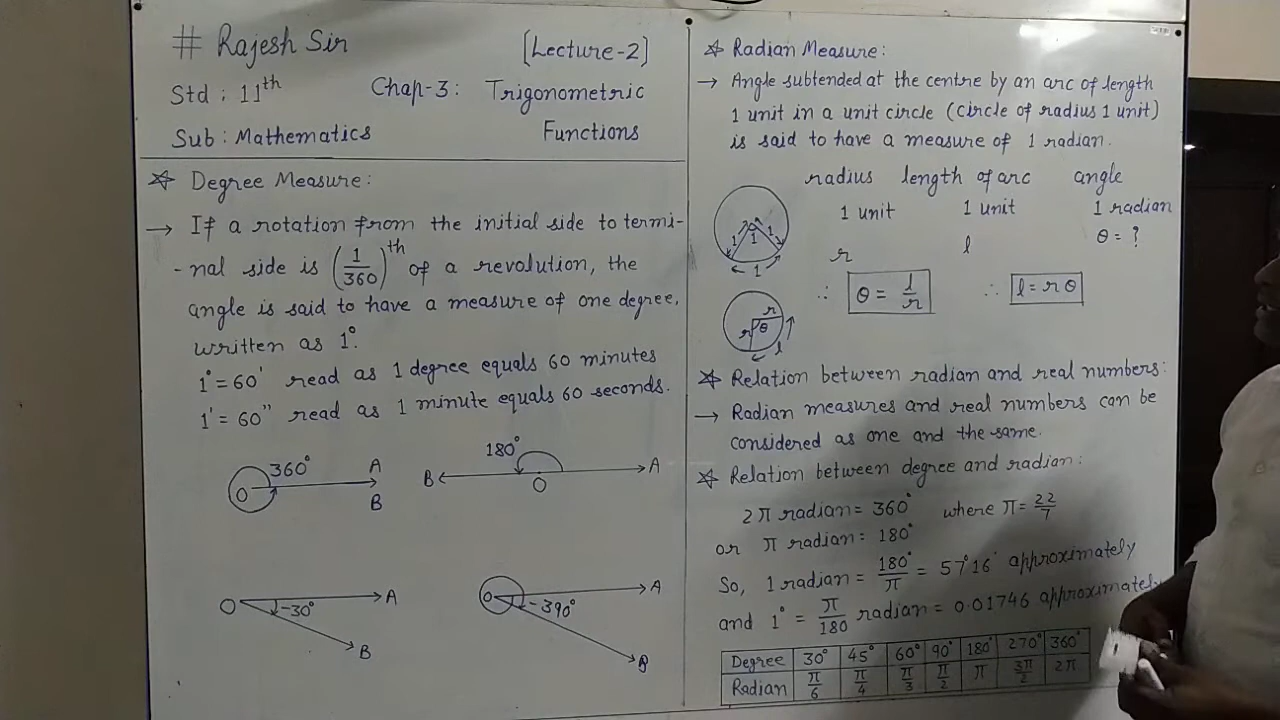 # Rajesh Sir [Lecture-2]
Std : 11th Chap-3: Trigonometric
Sub : Mathematics Functions
☆ Degree Measure:
→ If a rotation from the initial side to termi-
-nal side is (1/360)th of a revolution, the
angle is said to have a measure of one degree,
written as 1°.
1° = 60' read as 1 degree equals 60 minutes
1' = 60'' read as 1 minute equals 60 seconds.
O 360° A
B
B 180° O A
O -30° A
B
O -390° A
B
☆ Radian Measure:
→ Angle subtended at the centre by an arc of length
1 unit in a unit circle (circle of radius 1 unit)
is said to have a measure of 1 radian.
radius length of arc angle
1 unit 1 unit 1 radian
r l θ = ?
1 1 1
1
∴ θ = l/r ∴ l = r θ
r
r θ
l
☆ Relation between radian and real numbers:
→ Radian measures and real numbers can be
considered as one and the same.
☆ Relation between degree and radian:
2π radian = 360° where π = 22/7
or π radian = 180°
So, 1 radian = 180°/π = 57°16' approximately
and 1° = π/180 radian = 0.01746 approximately
Degree 30° 45° 60° 90° 180° 270° 360°
Radian π/6 π/4 π/3 π/2 π 3π/2 2π